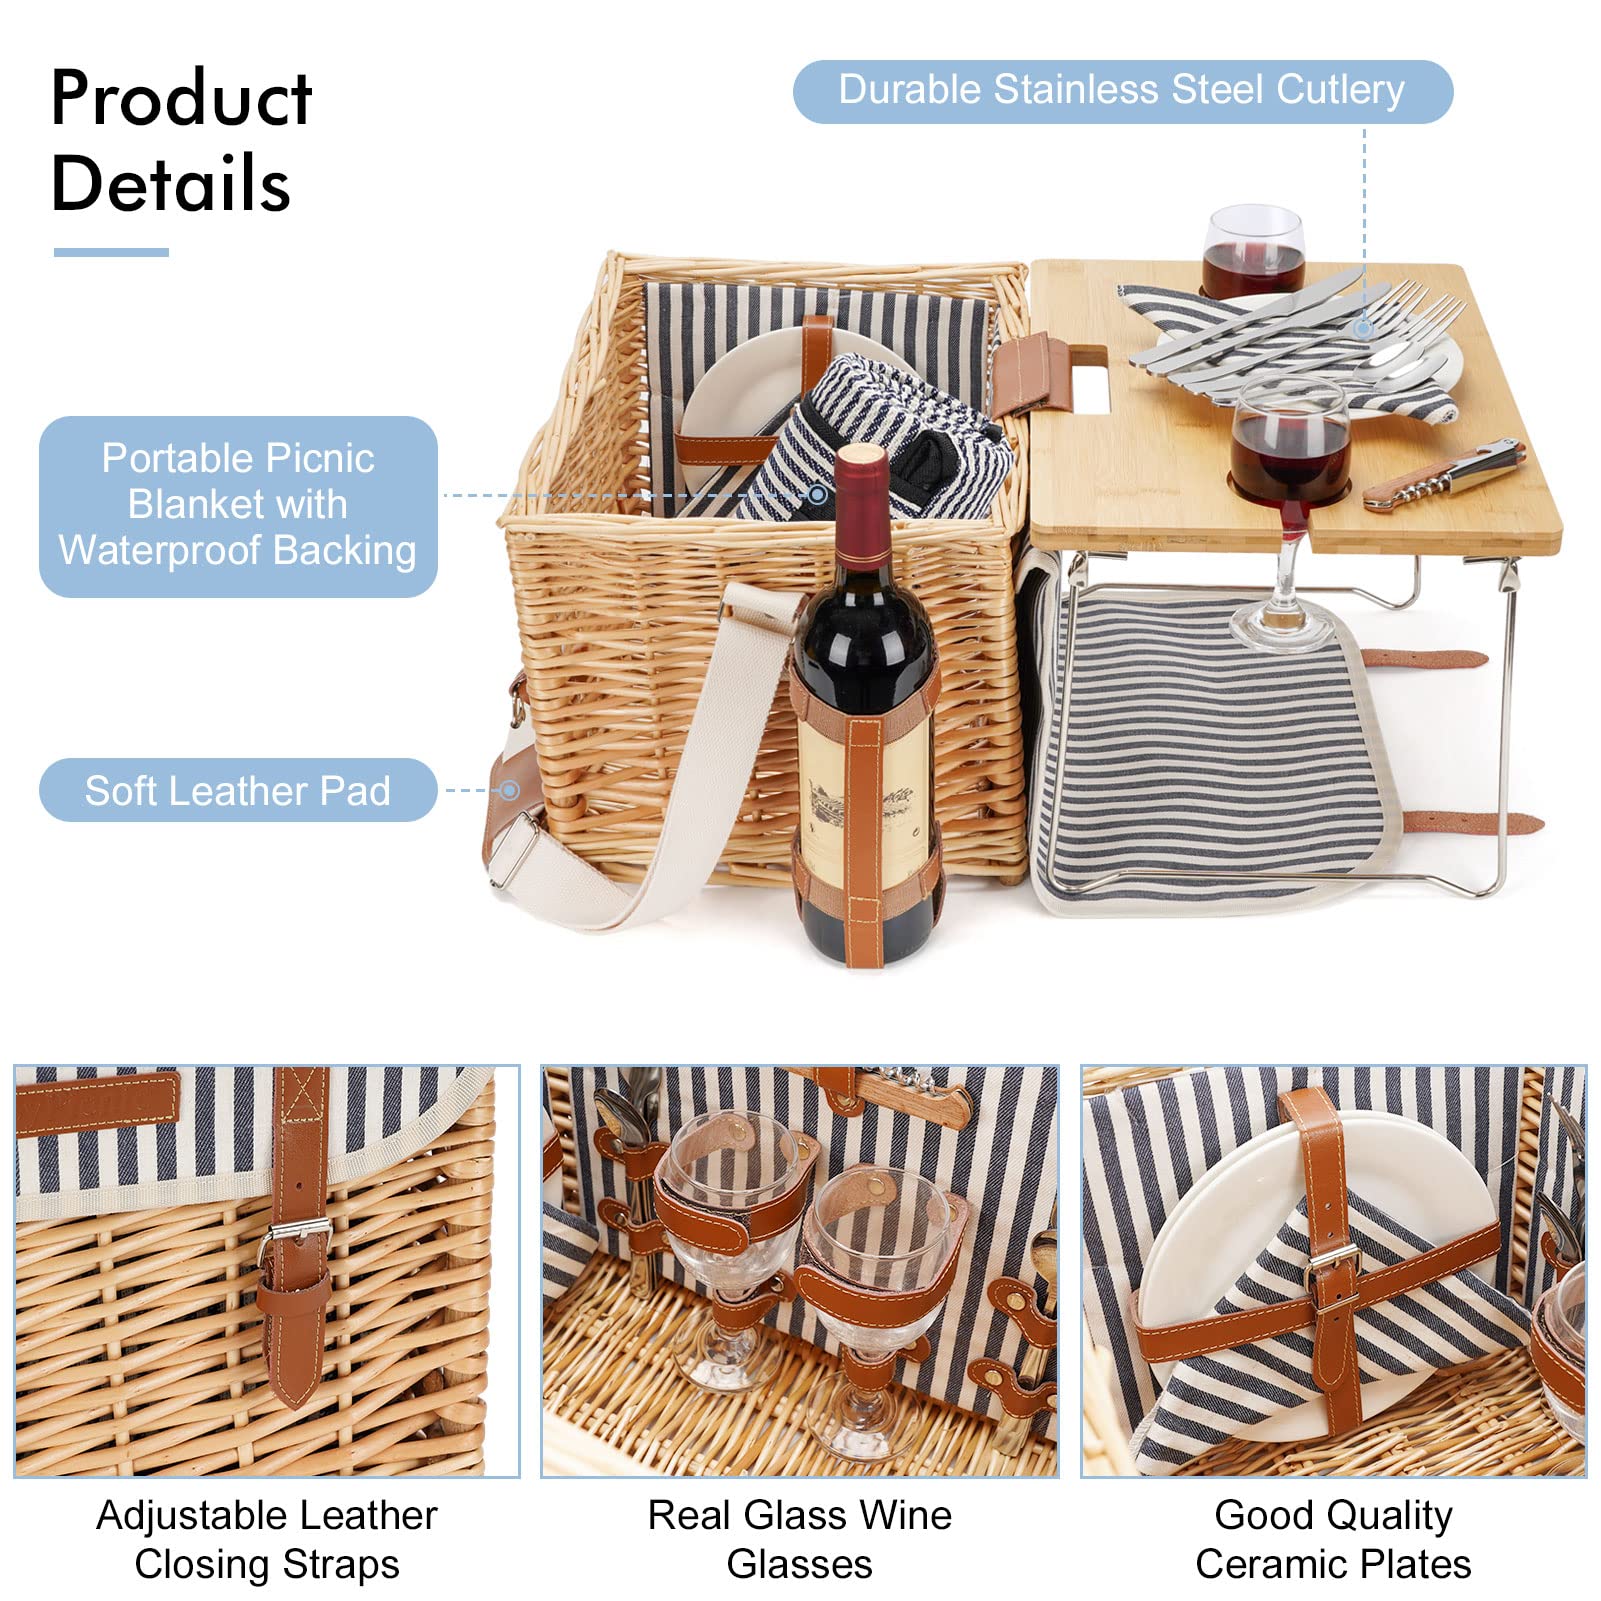 Product
Details
Durable Stainless Steel Cutlery
Portable Picnic
Blanket with
Waterproof Backing
Soft Leather Pad
Adjustable Leather
Closing Straps
Real Glass Wine
Glasses
Good Quality
Ceramic Plates